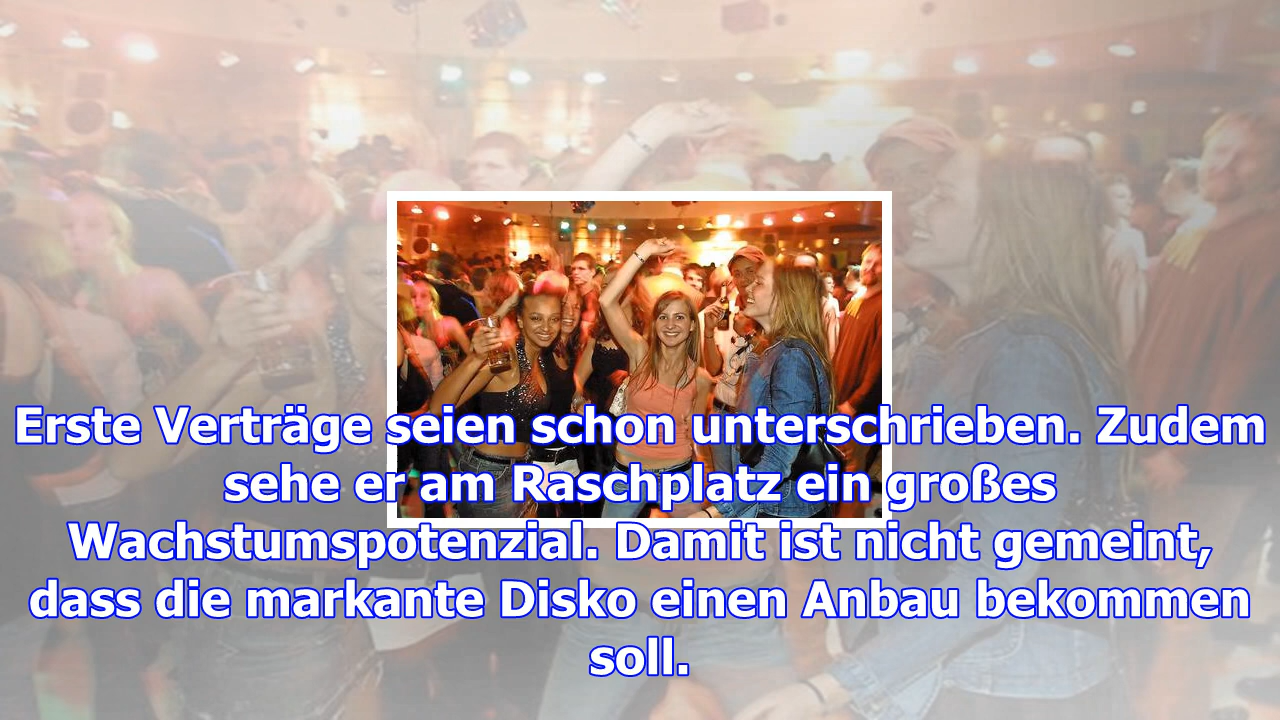 Erste Verträge seien schon unterschrieben. Zudem
sehe er am Raschplatz ein großes
Wachstumspotenzial. Damit ist nicht gemeint,
dass die markante Disko einen Anbau bekommen
soll.